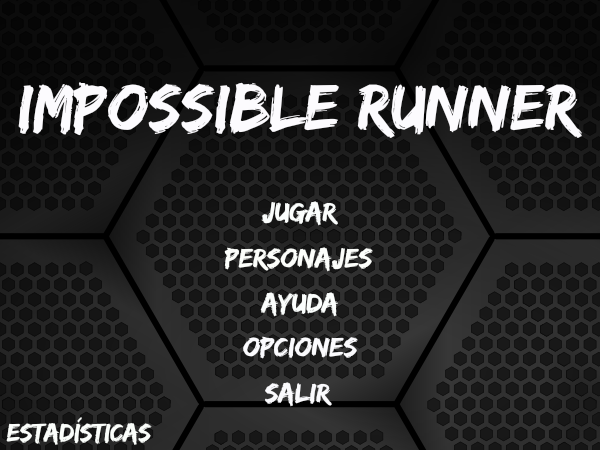 IMPOSSIBLE RUNNER
JUGAR
PERSONAJES
AYUDA
OPCIONES
SALIR
ESTADÍSTICAS